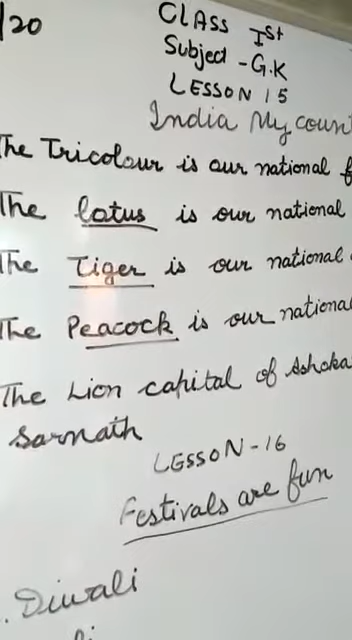 /20
CLASS Ist
Subject - G.K
LESSON 15
India My count
The Tricolour is our national f
The lotus is our national
The Tiger is our national
The Peacock is our national
The Lion capital of Ashoka
Sarnath
LESSON-16
Festivals are fun
. Diwali